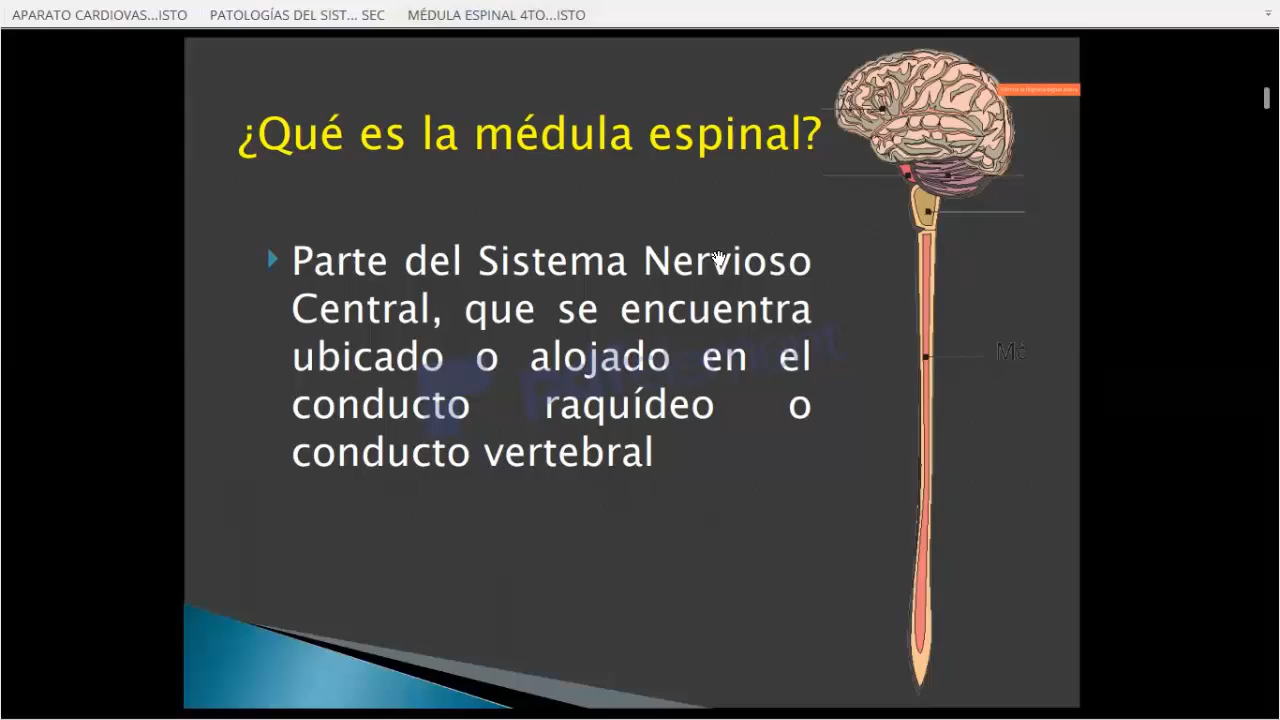 APARATO CARDIOVAS...ISTO
PATOLOGÍAS DEL SIST... SEC
MÉDULA ESPINAL 4TO...ISTO
¿Qué es la médula espinal?
Parte del Sistema Nervioso
Central, que se encuentra
ubicado o alojado en el
conducto raquídeo o
conducto vertebral
Mé